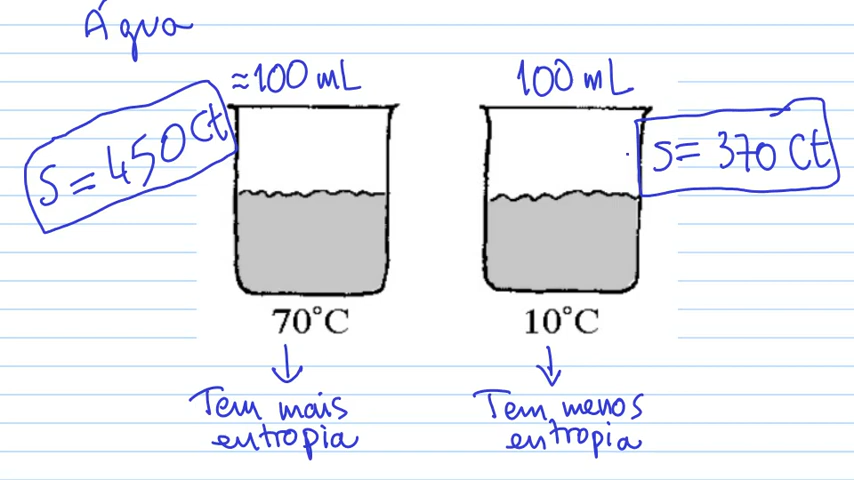 Água
≈100 mL
100 mL
S = 450 Ct
S = 370 Ct
70°C
10°C
Tem mais
entropia
Tem menos
entropia